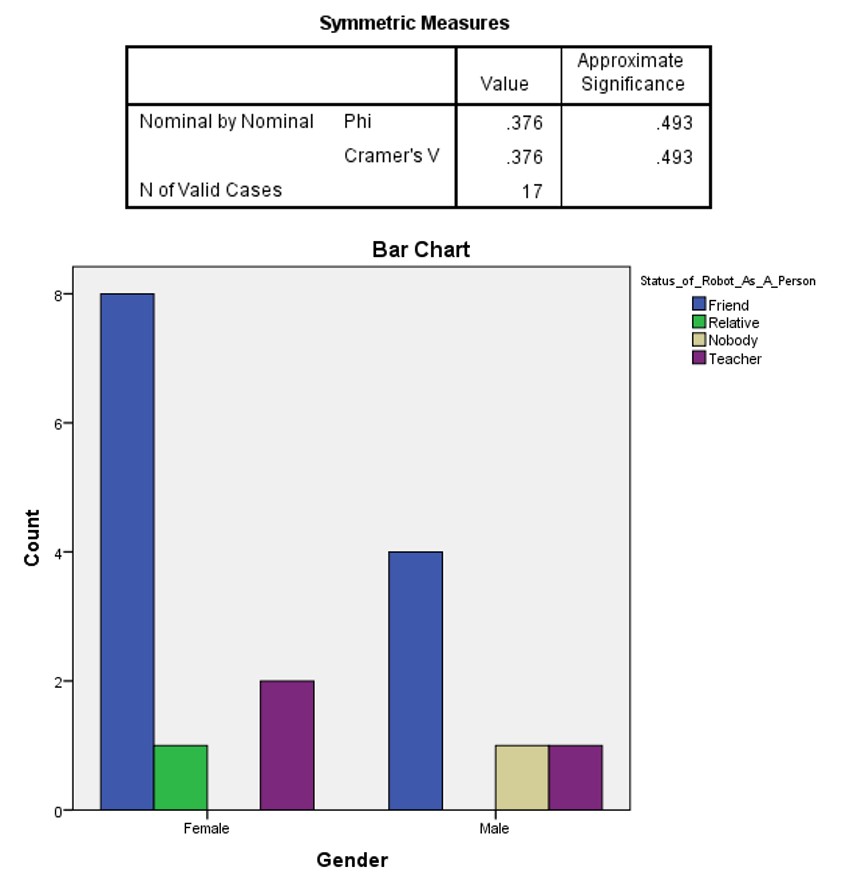 Symmetric Measures
Value
Approximate
Significance
Nominal by Nominal Phi .376 .493
Cramer's V .376 .493
N of Valid Cases 17
Bar Chart
Status_of_Robot_As_A_Person
Friend
Relative
Nobody
Teacher
8
6
4
2
0
Count
Female Male
Gender